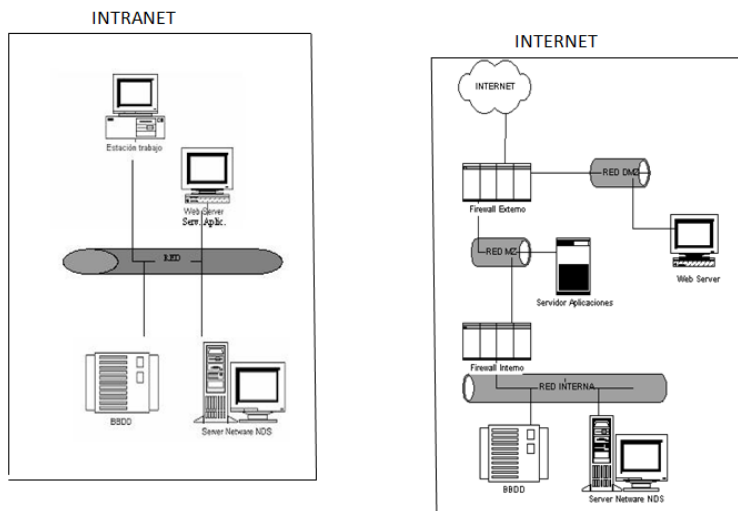 INTRANET
Estación trabajo
Web Server
Serv. Aplic.
RED
BBDD
Server Netware NDS
INTERNET
INTERNET
RED DMZ
Firewall Externo
Web Server
RED MZ
Servidor Aplicaciones
Firewall Interno
RED INTERNA
BBDD
Server Netware NDS